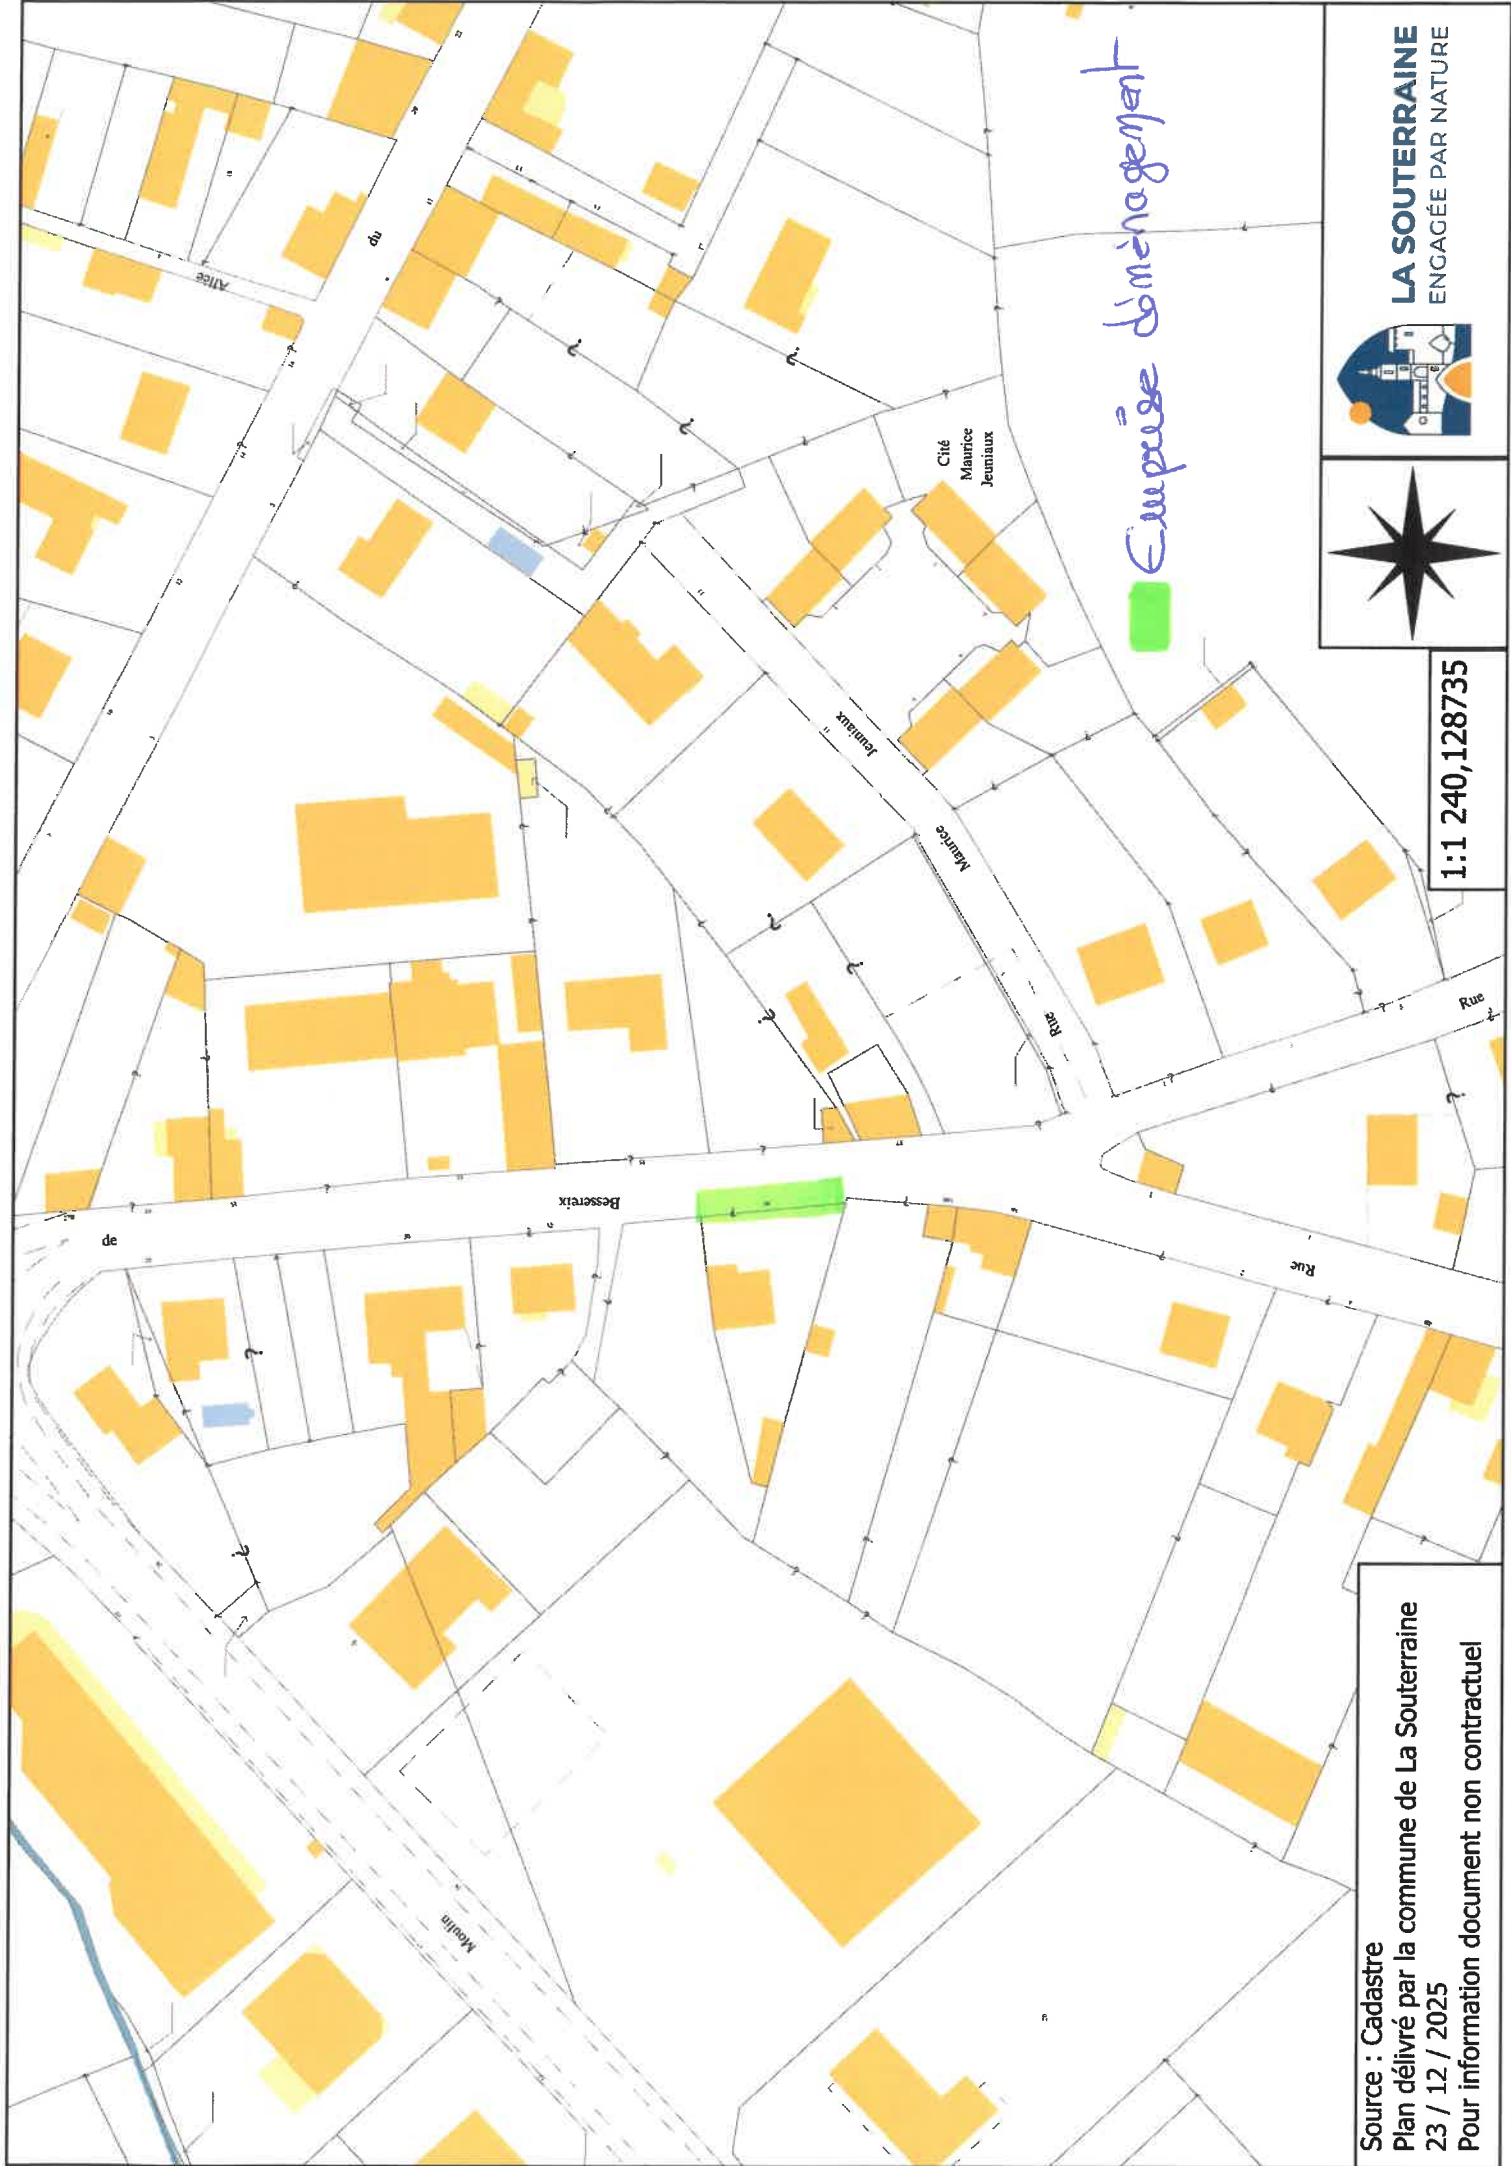 Emprise d'aménagement
LA SOUTERRAINE
ENGAGÉE PAR NATURE
1:1 240,128735
Source : Cadastre
Plan délivré par la commune de La Souterraine
23 / 12 / 2025
Pour information document non contractuel
Cité
Maurice
Jeuniaux
Rue
Maurice
Jeuniaux
Allée
du
de
Bessereix
Moulin
Rue
Rue